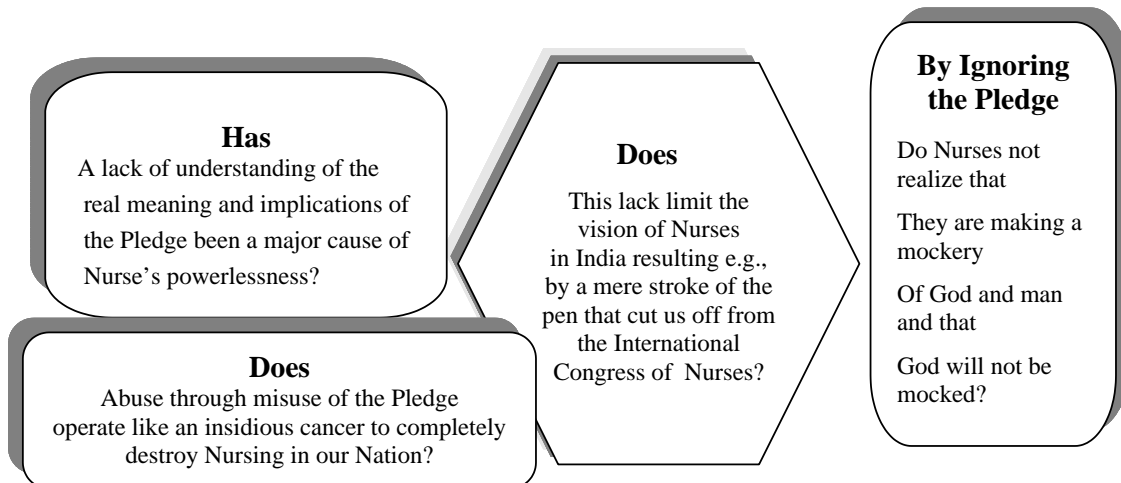 Has
A lack of understanding of the
real meaning and implications of
the Pledge been a major cause of
Nurse’s powerlessness?
Does
Abuse through misuse of the Pledge
operate like an insidious cancer to completely
destroy Nursing in our Nation?
Does
This lack limit the
vision of Nurses
in India resulting e.g.,
by a mere stroke of the
pen that cut us off from
the International
Congress of Nurses?
By Ignoring
the Pledge
Do Nurses not
realize that
They are making a
mockery
Of God and man
and that
God will not be
mocked?